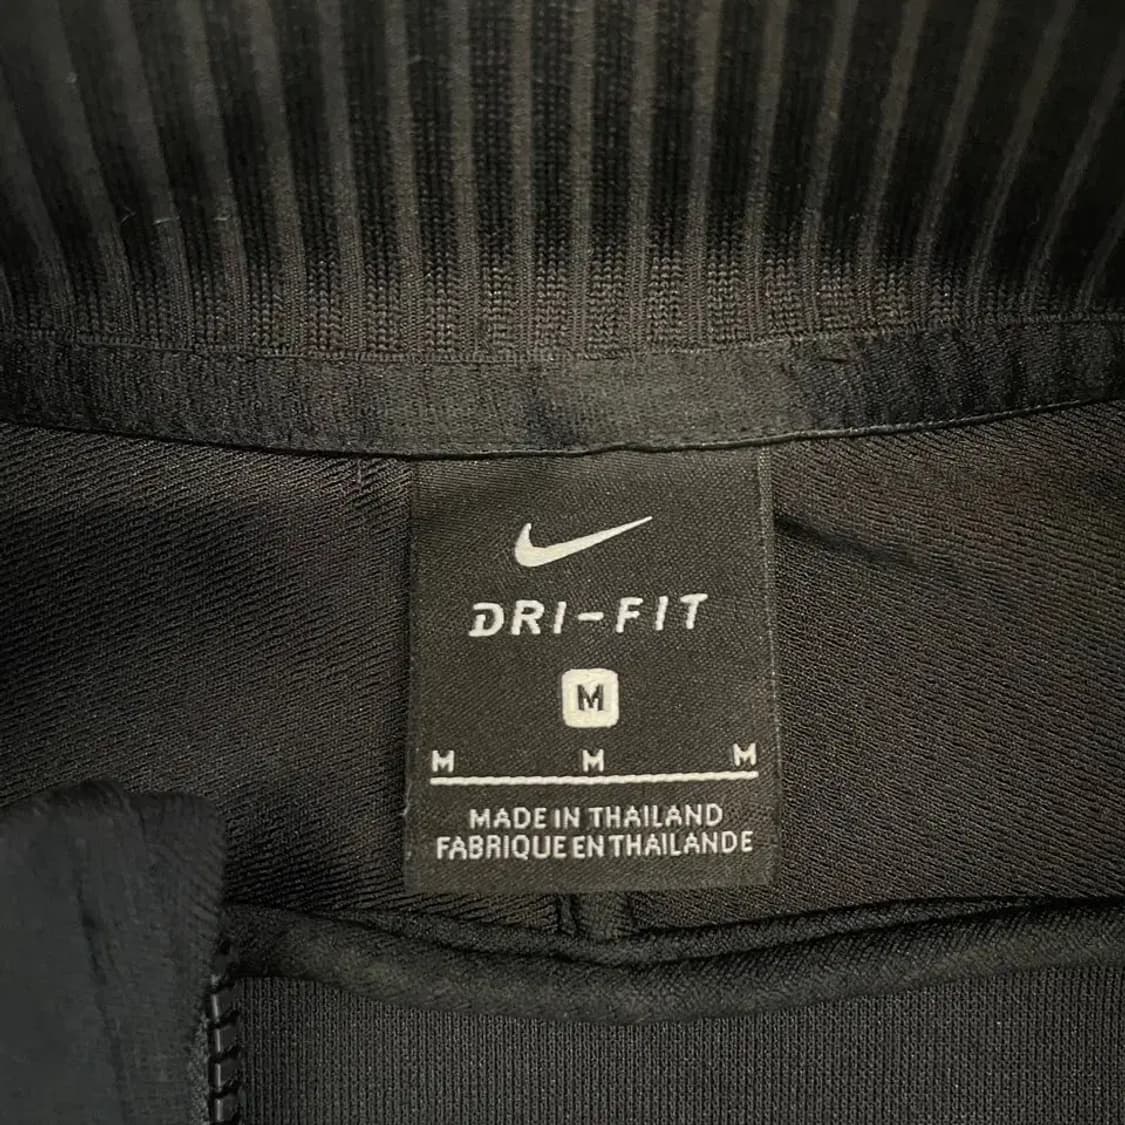 DRI-FIT
M
M M M
MADE IN THAILAND
FABRIQUE EN THAILANDE